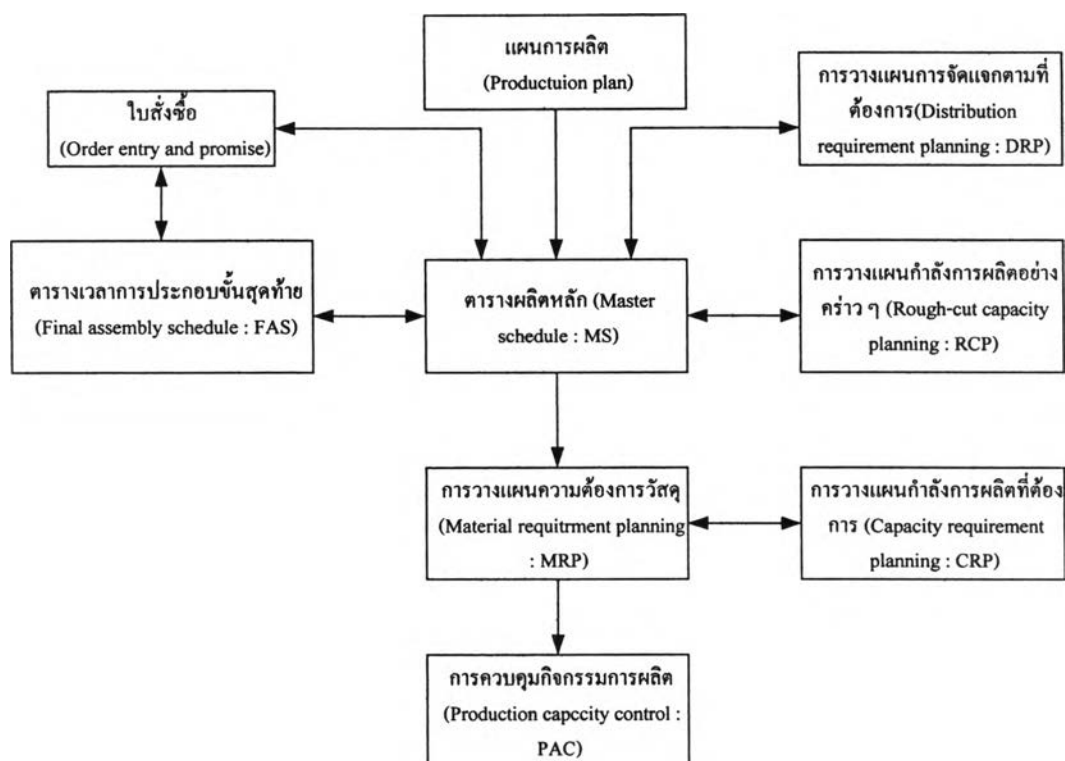 แผนการผลิต
(Productuion plan)
ใบสั่งซื้อ
(Order entry and promise)
การวางแผนการจัดแจกตามที่
ต้องการ(Distribution
requirement planning : DRP)
ตารางเวลาการประกอบขั้นสุดท้าย
(Final assembly schedule : FAS)
ตารางผลิตหลัก (Master
schedule : MS)
การวางแผนกำลังการผลิตอย่าง
คร่าว ๆ (Rough-cut capacity
planning : RCP)
การวางแผนความต้องการวัสดุ
(Material requitrment planning
: MRP)
การวางแผนกำลังการผลิตที่ต้อง
การ (Capacity requirement
planning : CRP)
การควบคุมกิจกรรมการผลิต
(Production capccity control :
PAC)